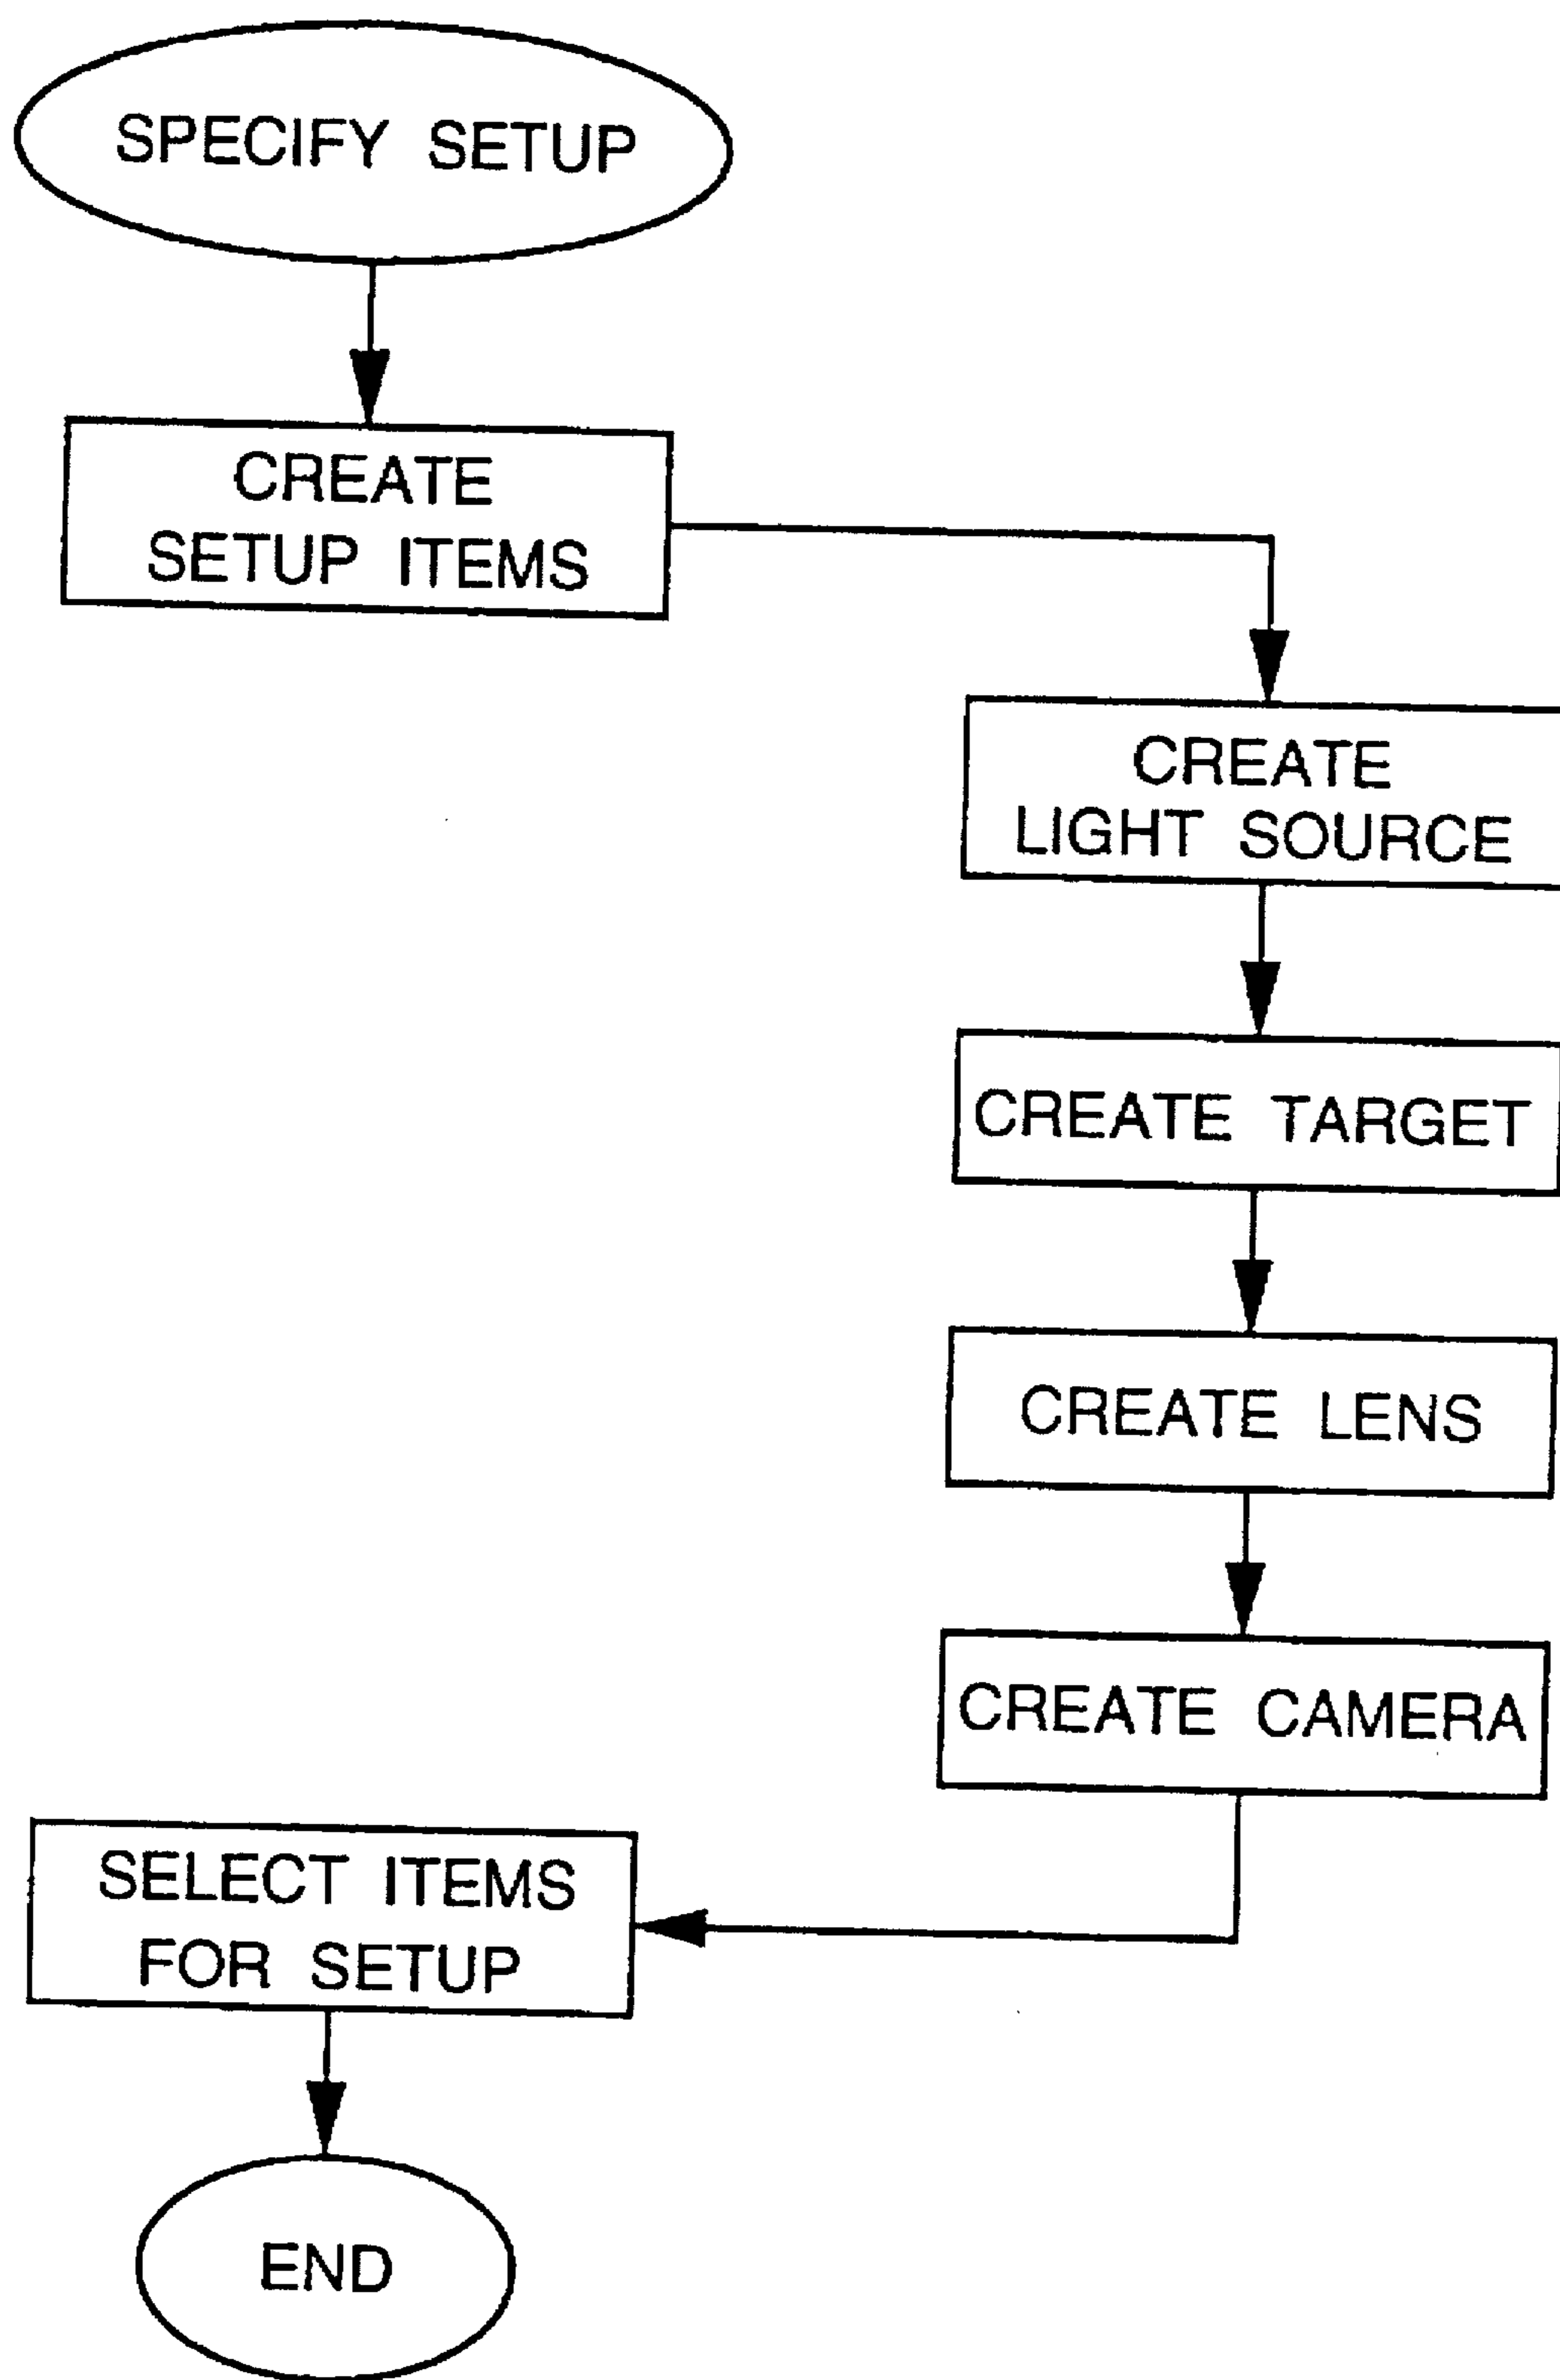 SPECIFY SETUP
CREATE
SETUP ITEMS
CREATE
LIGHT SOURCE
CREATE TARGET
CREATE LENS
CREATE CAMERA
SELECT ITEMS
FOR SETUP
END